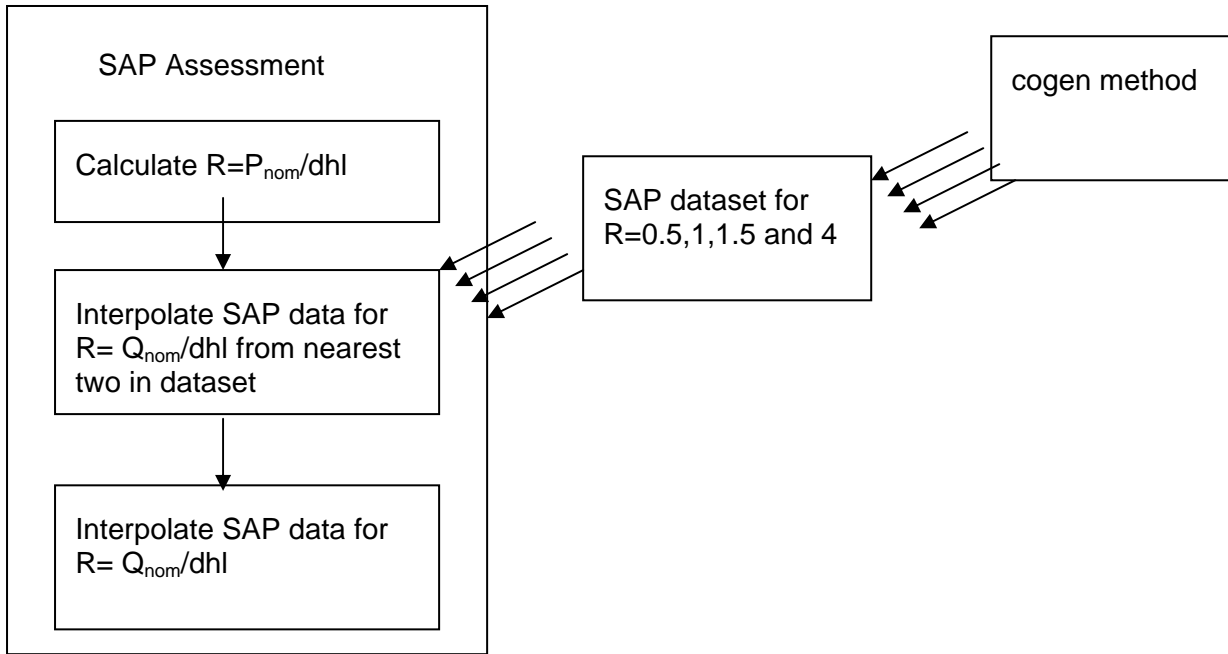 SAP Assessment
Calculate R=Pnom/dhl
Interpolate SAP data for
R= Qnom/dhl from nearest
two in dataset
Interpolate SAP data for
R= Qnom/dhl
SAP dataset for
R=0.5,1,1.5 and 4
cogen method